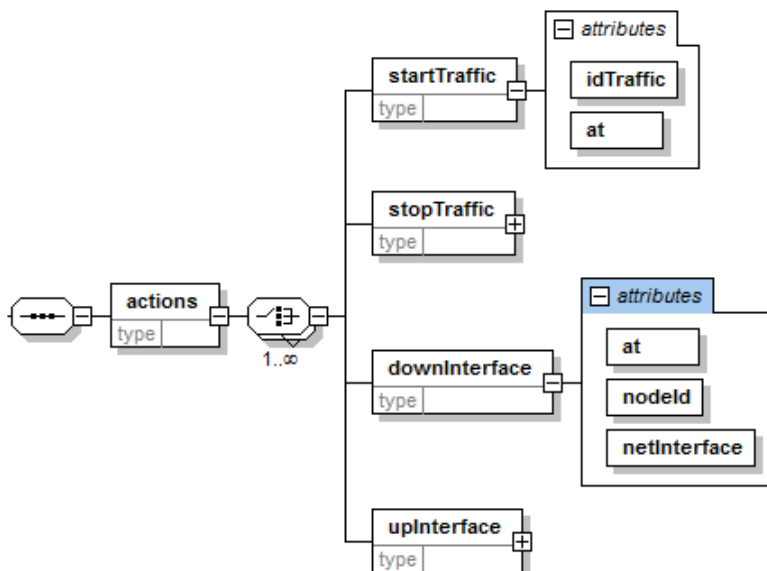 attributes
startTraffic
type
idTraffic
at
stopTraffic
type
actions
type
1..∞
attributes
downInterface
type
at
nodeId
netInterface
upInterface
type